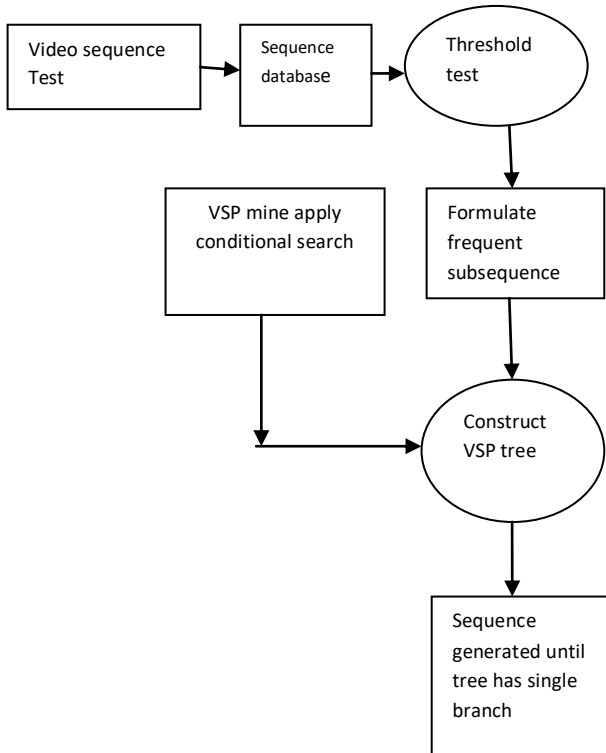 Video sequence
Test
Sequence
database
Threshold
test
VSP mine apply
conditional search
Formulate
frequent
subsequence
Construct
VSP tree
Sequence
generated until
tree has single
branch